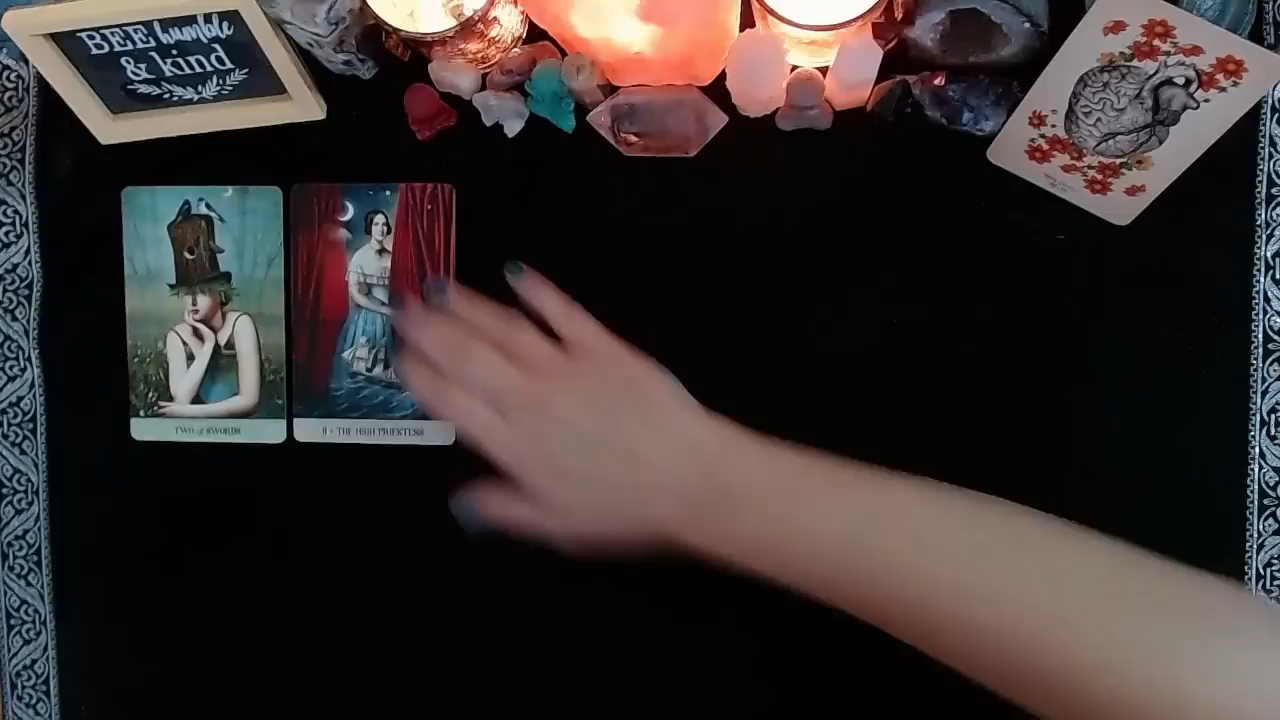 BEE humble
& kind
TWO of SWORDS
II - THE HIGH PRIESTESS